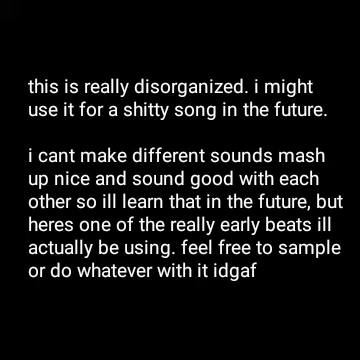 this is really disorganized. i might
use it for a shitty song in the future.
i cant make different sounds mash
up nice and sound good with each
other so ill learn that in the future, but
heres one of the really early beats ill
actually be using. feel free to sample
or do whatever with it idgaf